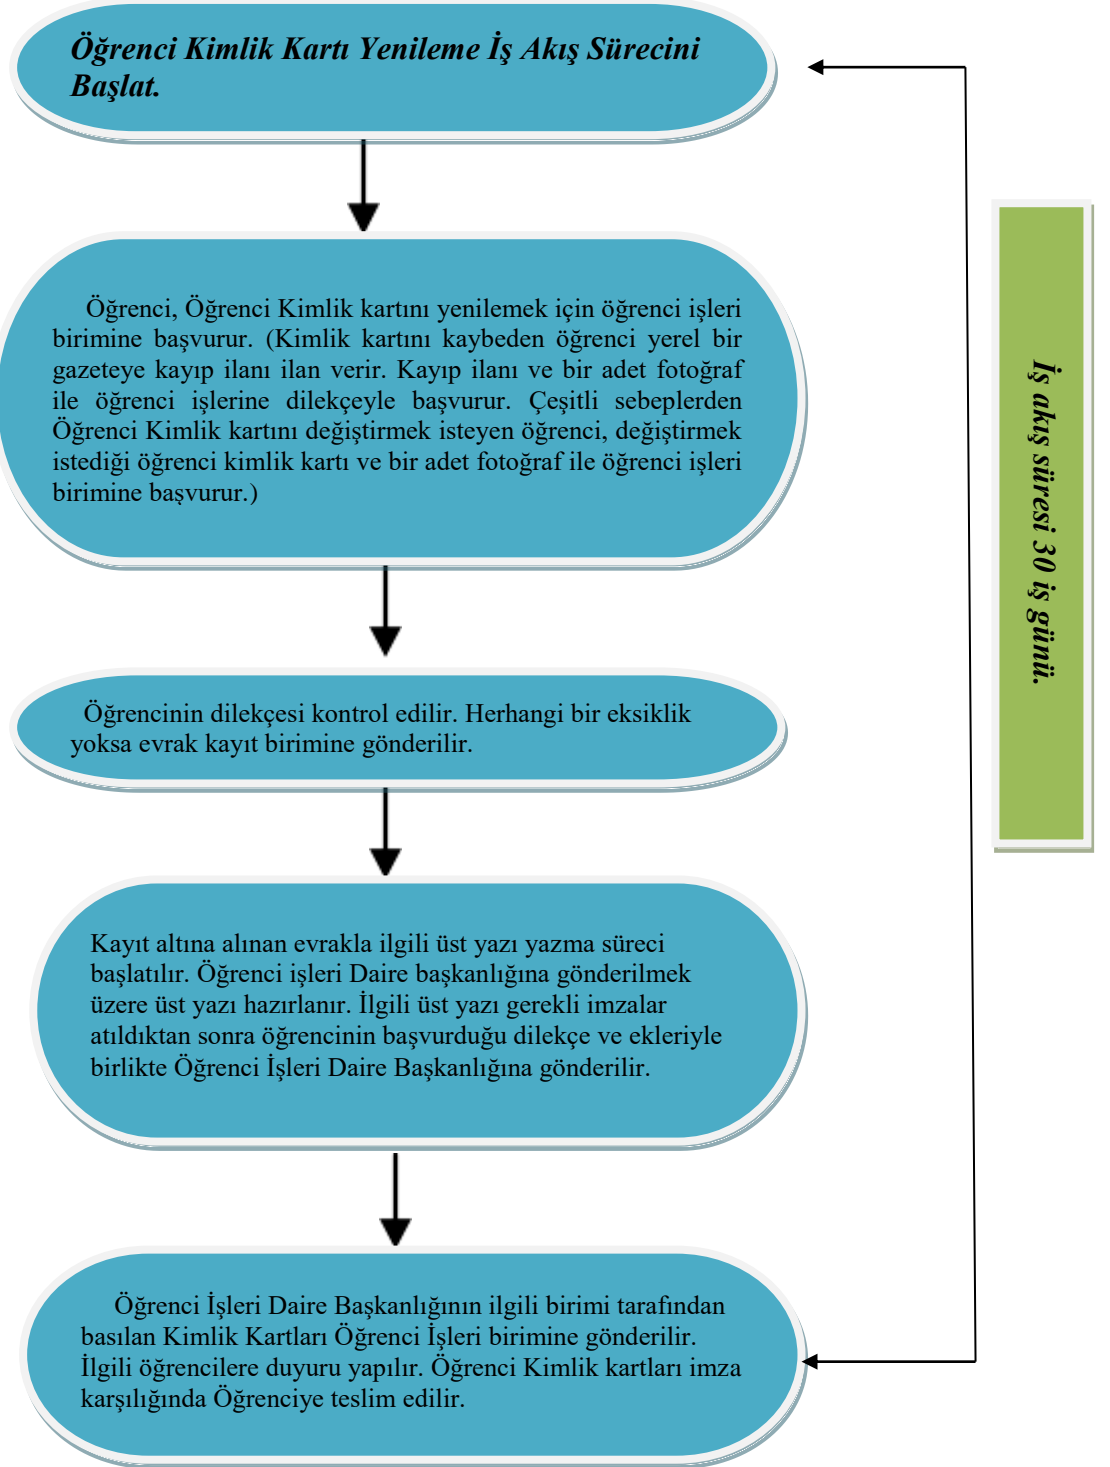 Öğrenci Kimlik Kartı Yenileme İş Akış Sürecini
Başlat.
Öğrenci, Öğrenci Kimlik kartını yenilemek için öğrenci işleri
birimine başvurur. (Kimlik kartını kaybeden öğrenci yerel bir
gazeteye kayıp ilanı ilan verir. Kayıp ilanı ve bir adet fotoğraf
ile öğrenci işlerine dilekçeyle başvurur. Çeşitli sebeplerden
Öğrenci Kimlik kartını değiştirmek isteyen öğrenci, değiştirmek
istediği öğrenci kimlik kartı ve bir adet fotoğraf ile öğrenci işleri
birimine başvurur.)
Öğrencinin dilekçesi kontrol edilir. Herhangi bir eksiklik
yoksa evrak kayıt birimine gönderilir.
Kayıt altına alınan evrakla ilgili üst yazı yazma süreci
başlatılır. Öğrenci işleri Daire başkanlığına gönderilmek
üzere üst yazı hazırlanır. İlgili üst yazı gerekli imzalar
atıldıktan sonra öğrencinin başvurduğu dilekçe ve ekleriyle
birlikte Öğrenci İşleri Daire Başkanlığına gönderilir.
Öğrenci İşleri Daire Başkanlığının ilgili birimi tarafından
basılan Kimlik Kartları Öğrenci İşleri birimine gönderilir.
İlgili öğrencilere duyuru yapılır. Öğrenci Kimlik kartları imza
karşılığında Öğrenciye teslim edilir.
İş akış süresi 30 iş günü.